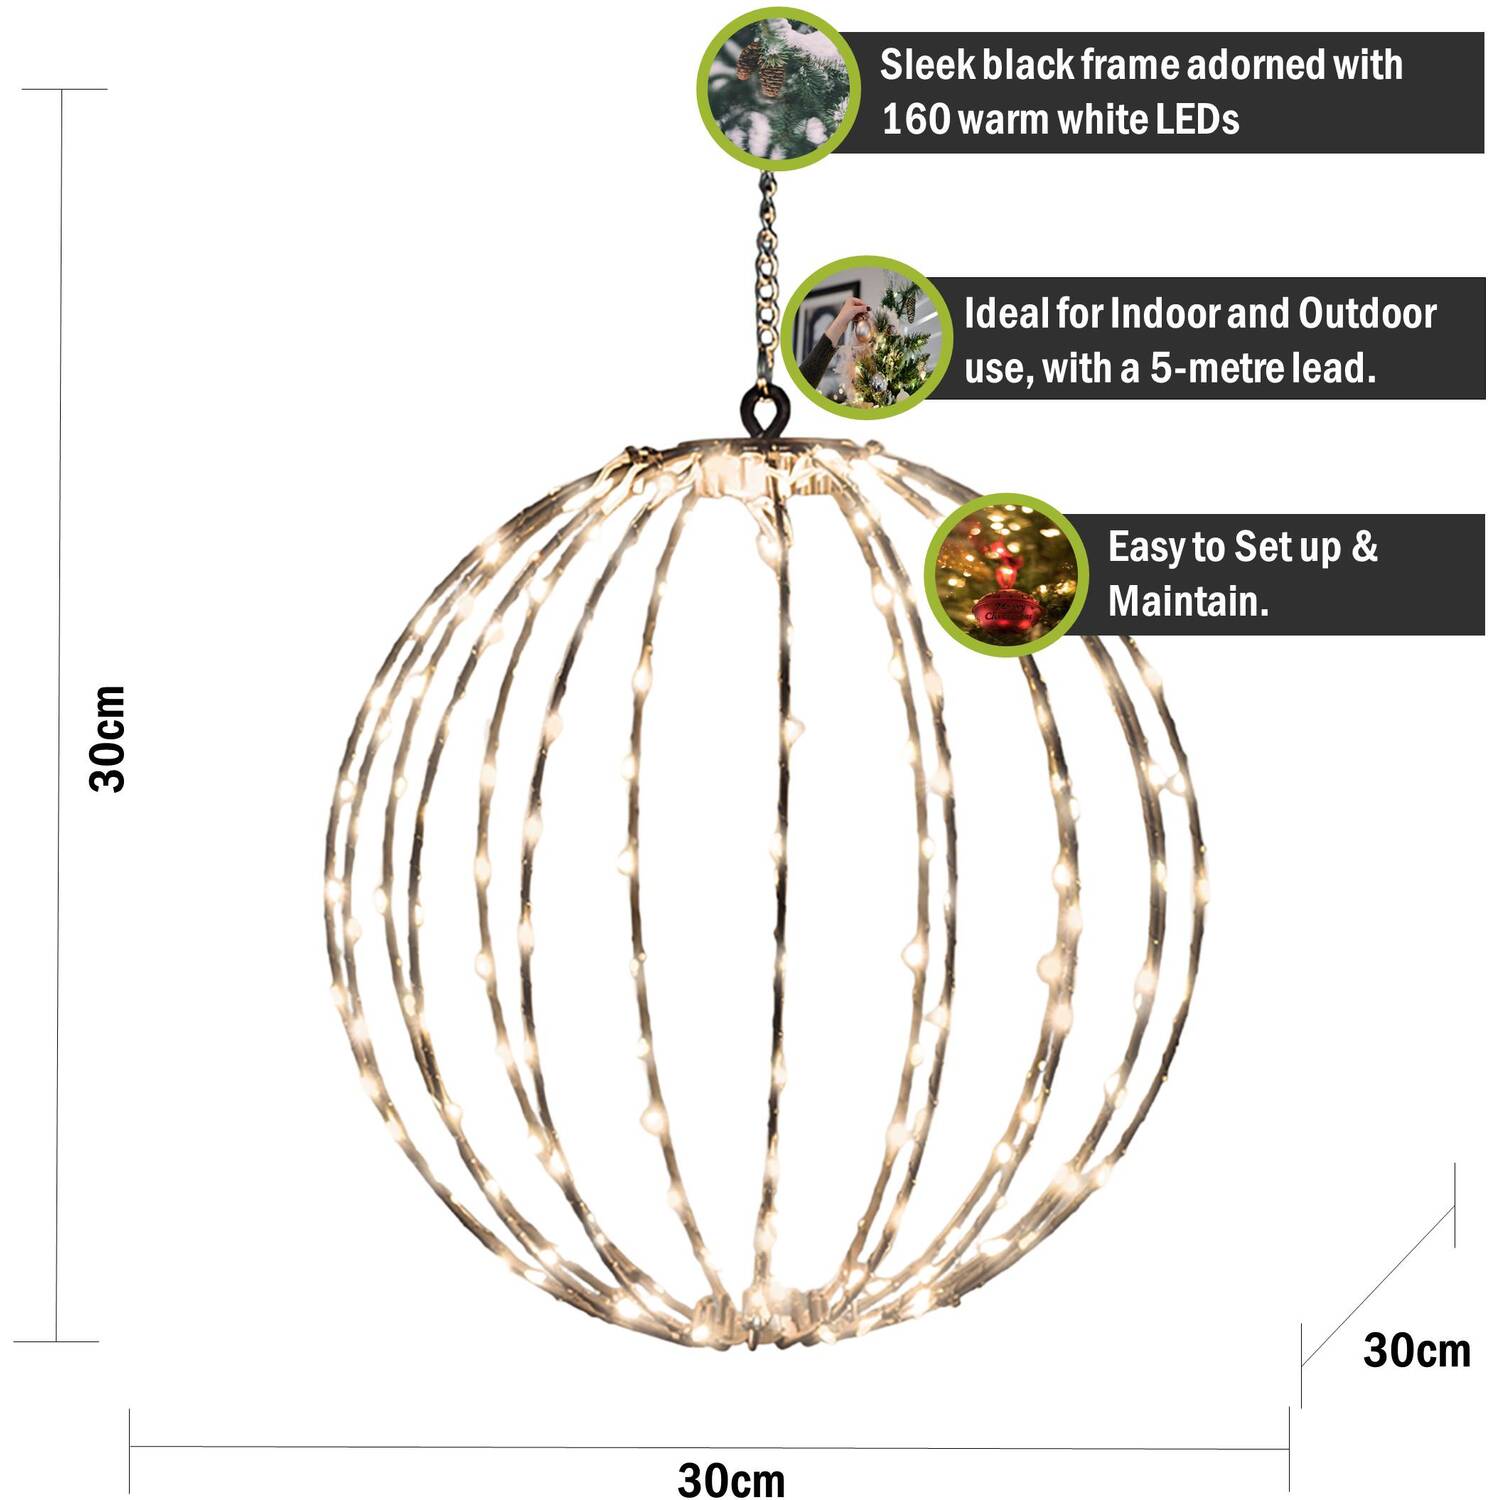 Sleek black frame adorned with
160 warm white LEDs
Ideal for Indoor and Outdoor
use, with a 5-metre lead.
Easy to Set up &
Maintain.
30cm
30cm
30cm